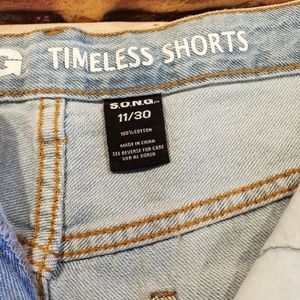 G TIMELESS SHORTS
S.O.N.G
11/30
100% COTTON
MADE IN CHINA
SEE REVERSE FOR CARE
VER AL DORSO